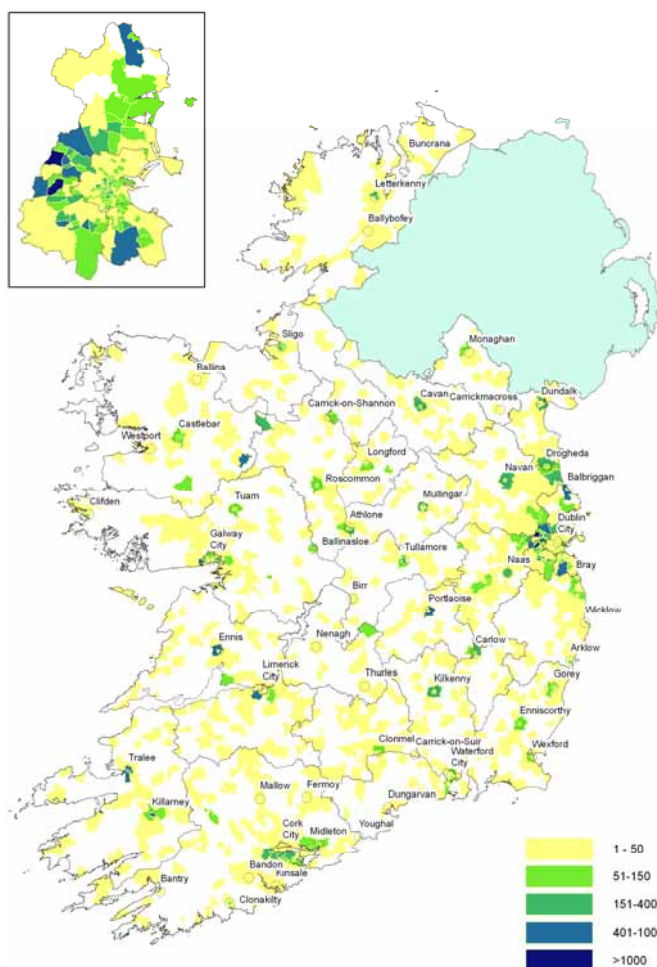 Buncrana
Letterkenny
Ballybofey
Sligo
Monaghan
Ballina
Carrick-on-Shannon
Cavan
Carrickmacross
Dundalk
Castlebar
Westport
Longford
Drogheda
Navan
Balbriggan
Roscommon
Clifden
Tuam
Mullingar
Athlone
Dublin
City
Galway
City
Ballinasloe
Tullamore
Naas
Bray
Birr
Portlaoise
Wicklow
Ennis
Nenagh
Carlow
Arklow
Limerick
City
Thurles
Kilkenny
Gorey
Enniscorthy
Clonmel
Carrick-on-Suir
Waterford
City
Wexford
Tralee
Mallow
Fermoy
Dungarvan
Killarney
Youghal
Cork
City
Midleton
Bandon
Kinsale
Bantry
Clonakilty
1 - 50
51-150
151-400
401-100
>1000